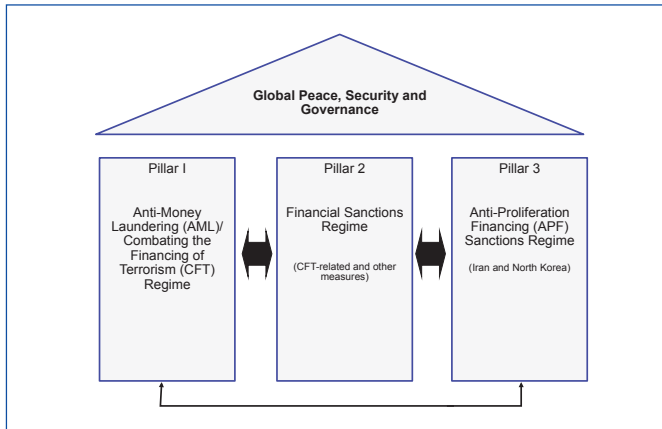 Global Peace, Security and
Governance
Pillar I
Anti-Money
Laundering (AML)/
Combating the
Financing of
Terrorism (CFT)
Regime
Pillar 2
Financial Sanctions
Regime
(CFT-related and other
measures)
Pillar 3
Anti-Proliferation
Financing (APF)
Sanctions Regime
(Iran and North Korea)